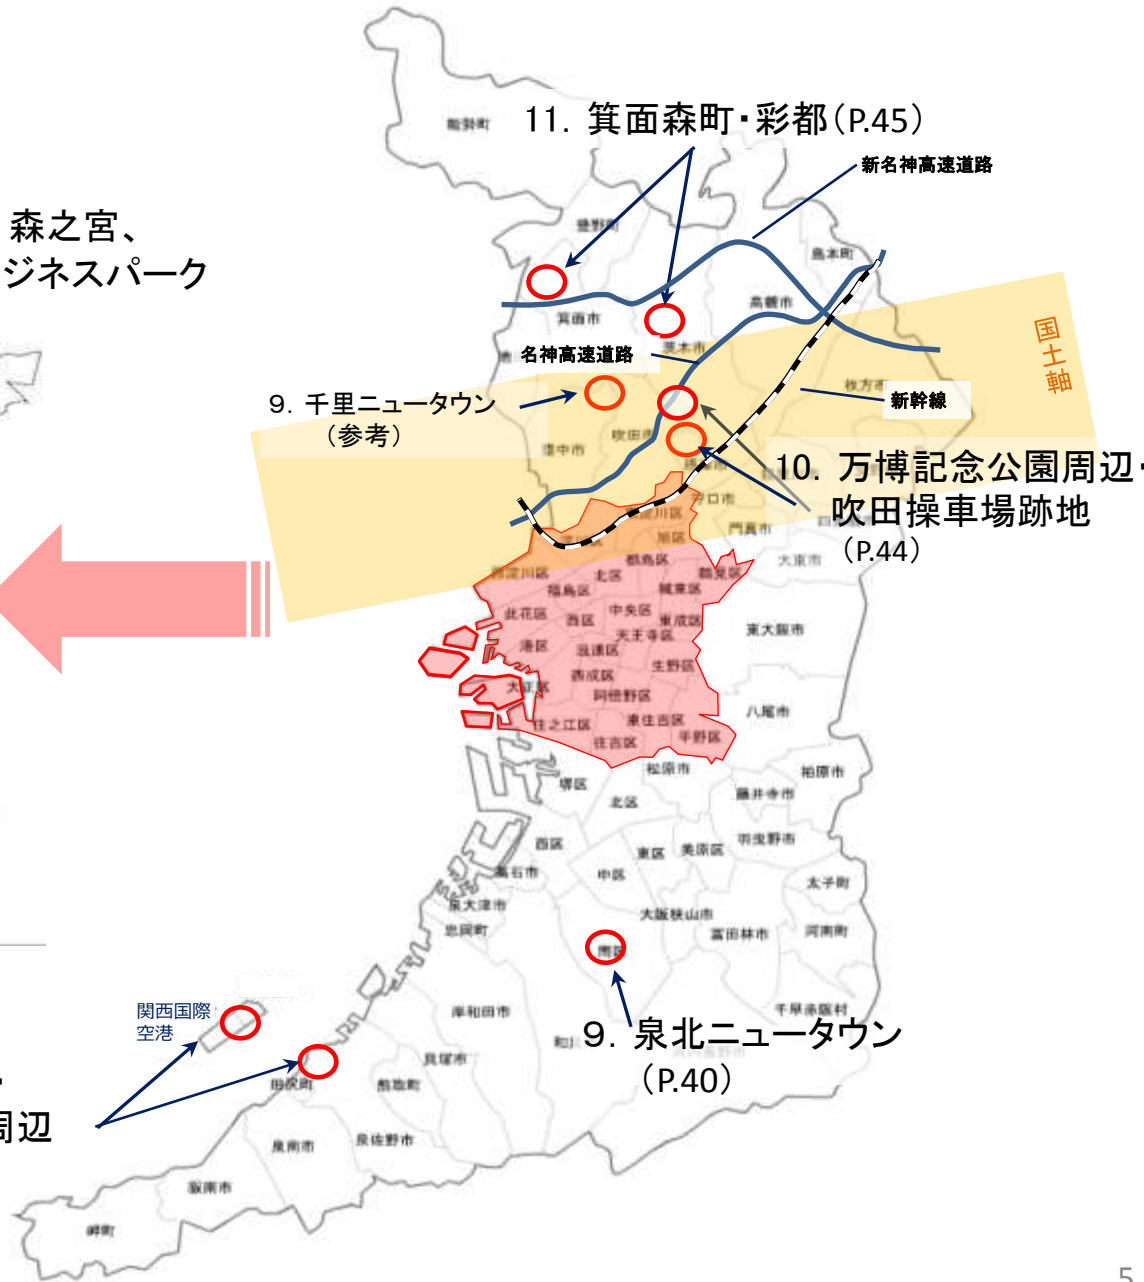 能勢町
11. 箕面森町・彩都(P.45)
新名神高速道路
森之宮、
ジネスパーク
豊野町
島本町
高槻市
箕面市
国土軸
茨木市
名神高速道路
枚方市
新幹線
9. 千里ニュータウン
(参考)
吹田市
豊中市
10. 万博記念公園周辺・
吹田操車場跡地
(P.44)
守口市
門真市
大東市
旭区
都島区
鶴見区
西淀川区
北区
福島区
城東区
此花区
西区
中央区
東成区
天王寺区
港区
浪速区
生野区
西成区
大正区
阿倍野区
住之江区
東住吉区
平野区
住吉区
東大阪市
八尾市
松原市
柏原市
堺区
北区
藤井寺市
西区
東区
美原区
羽曳野市
高石市
中区
太子町
泉大津市
忠岡町
大阪狭山市
富田林市
河南町
南区
関西国際
空港
岸和田市
千早赤阪村
9. 泉北ニュータウン
(P.40)
貝塚市
田尻町
熊取町
周辺
泉南市
泉佐野市
阪南市
岬町
5